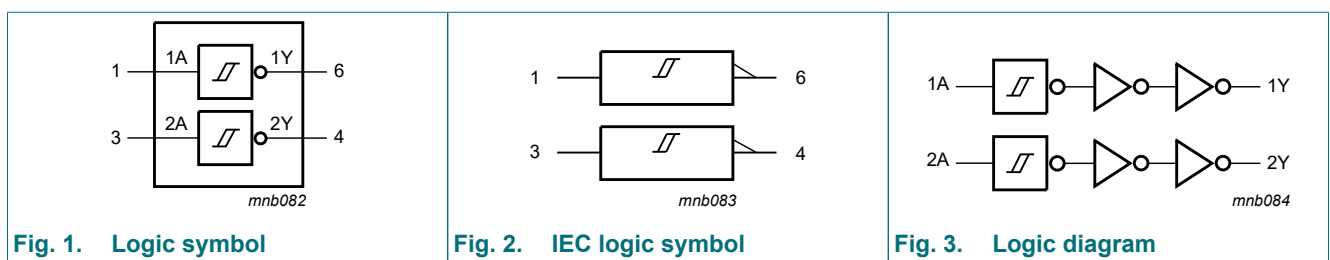 1 1A 1Y 6
3 2A 2Y 4
mnb082
Fig. 1. Logic symbol
1 6
3 4
mnb083
Fig. 2. IEC logic symbol
1A 1Y
2A 2Y
mnb084
Fig. 3. Logic diagram